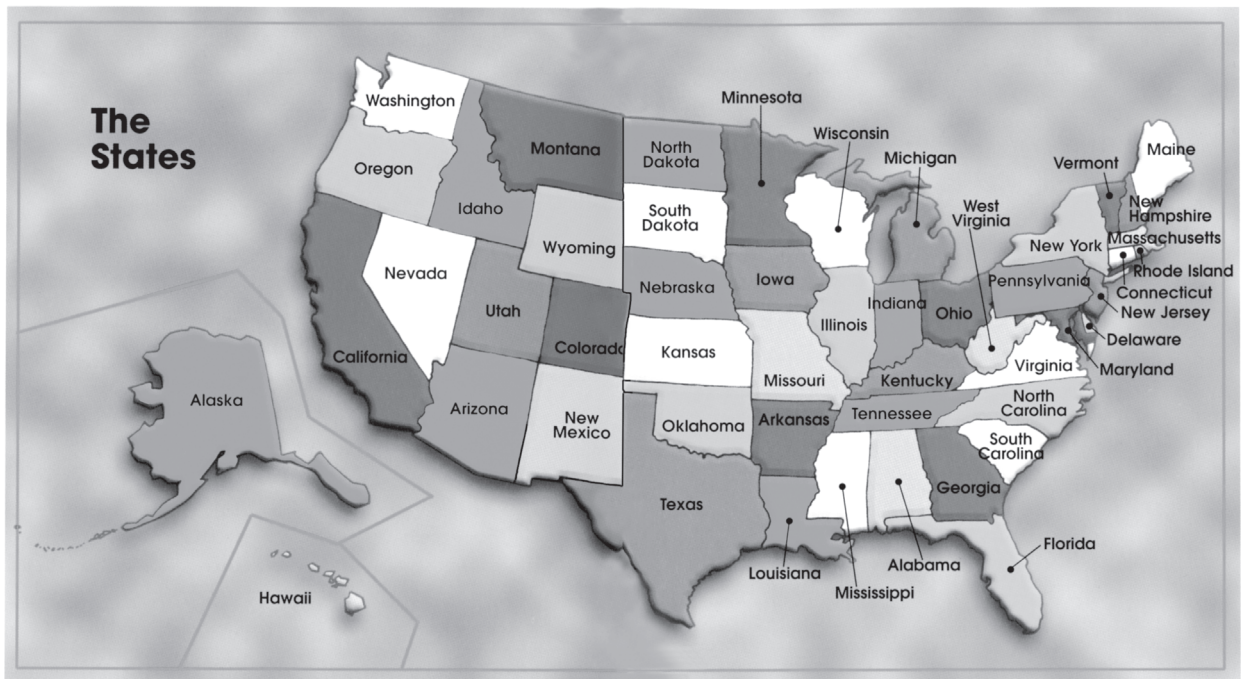 The
States
Washington
Oregon
Idaho
Montana
Wyoming
Nevada
Utah
Colorado
California
Arizona
New
Mexico
North
Dakota
South
Dakota
Nebraska
Kansas
Oklahoma
Texas
Minnesota
Iowa
Missouri
Arkansas
Louisiana
Wisconsin
Illinois
Michigan
Indiana
Ohio
Kentucky
Tennessee
Mississippi
Alabama
Georgia
Florida
South
Carolina
North
Carolina
Virginia
West
Virginia
Pennsylvania
New York
Vermont
Maine
New
Hampshire
Massachusetts
Rhode Island
Connecticut
New Jersey
Delaware
Maryland
Alaska
Hawaii